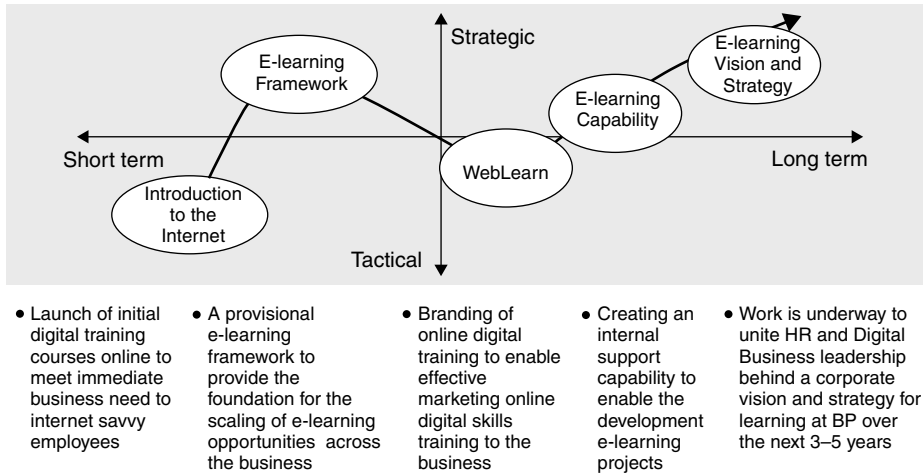 Strategic
E-learning
Framework
E-learning
Vision and
Strategy
E-learning
Capability
Short term
Long term
WebLearn
Introduction
to the
Internet
Tactical
• Launch of initial
digital training
courses online to
meet immediate
business need to
internet savvy
employees
• A provisional
e-learning
framework to
provide the
foundation for the
scaling of e-learning
opportunities across
the business
• Branding of
online digital
training to enable
effective
marketing online
digital skills
training to the
business
• Creating an
internal
support
capability to
enable the
development
e-learning
projects
• Work is underway to
unite HR and Digital
Business leadership
behind a corporate
vision and strategy for
learning at BP over
the next 3–5 years